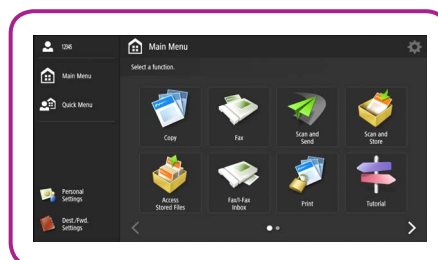 12345
Main Menu
Main Menu
Select a function.
Quick Menu
Copy
Fax
Scan and
Send
Scan and
Store
Personal
Settings
Access
Stored Files
Fax/I-Fax
Inbox
Print
Tutorial
Dest./Fwd.
Settings